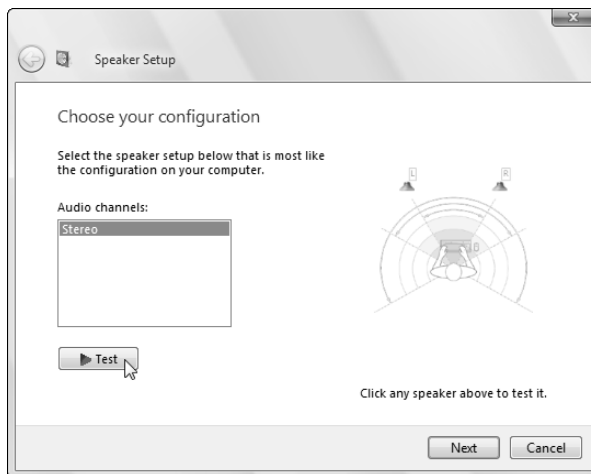 Speaker Setup
Choose your configuration
Select the speaker setup below that is most like
the configuration on your computer.
Audio channels:
Stereo
L
R
Test
Click any speaker above to test it.
Next
Cancel